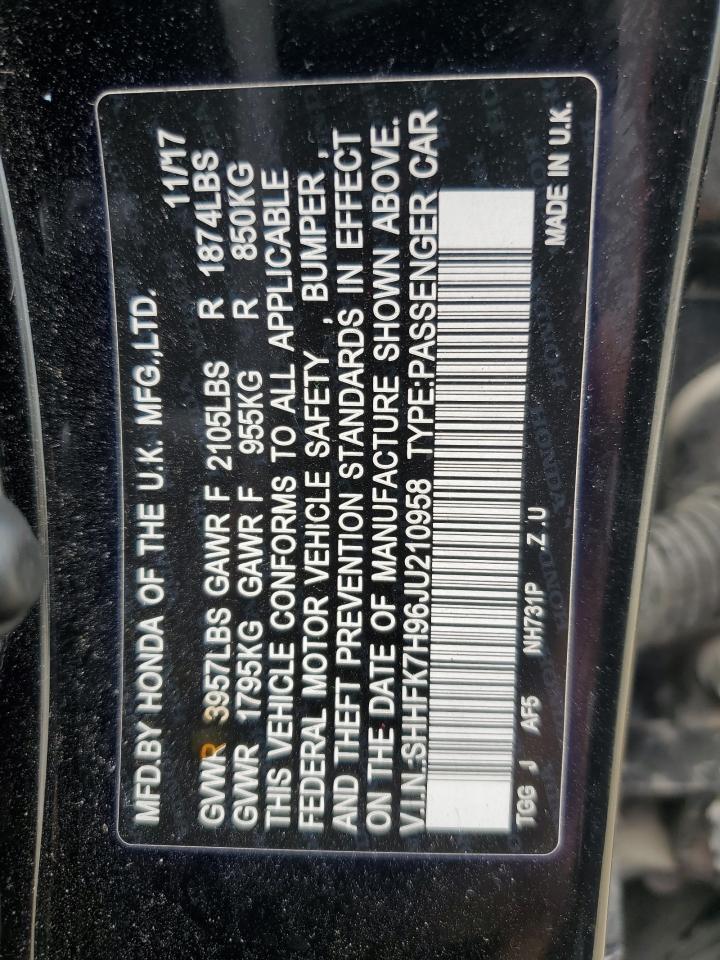 MFD.BY HONDA OF THE U.K. MFG.,LTD. 11/17
GVWR 3957LBS GAWR F 2105LBS R 1874LBS
GVWR 1795KG GAWR F 955KG R 850KG
THIS VEHICLE CONFORMS TO ALL APPLICABLE
FEDERAL MOTOR VEHICLE SAFETY , BUMPER ,
AND THEFT PREVENTION STANDARDS IN EFFECT
ON THE DATE OF MANUFACTURE SHOWN ABOVE.
V.I.N.:SHHFK7H96JU210958 TYPE:PASSENGER CAR
TGG J AF5 NH731P .Z .U
MADE IN U.K.